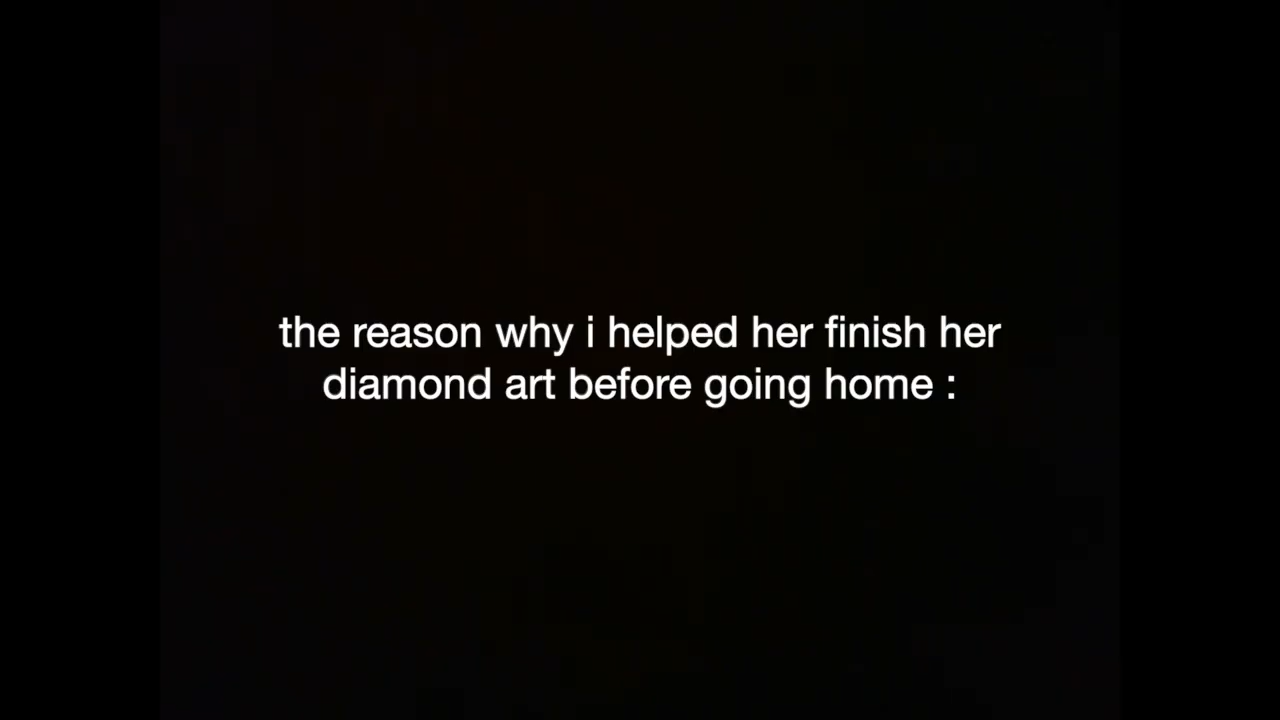 the reason why i helped her finish her
diamond art before going home :